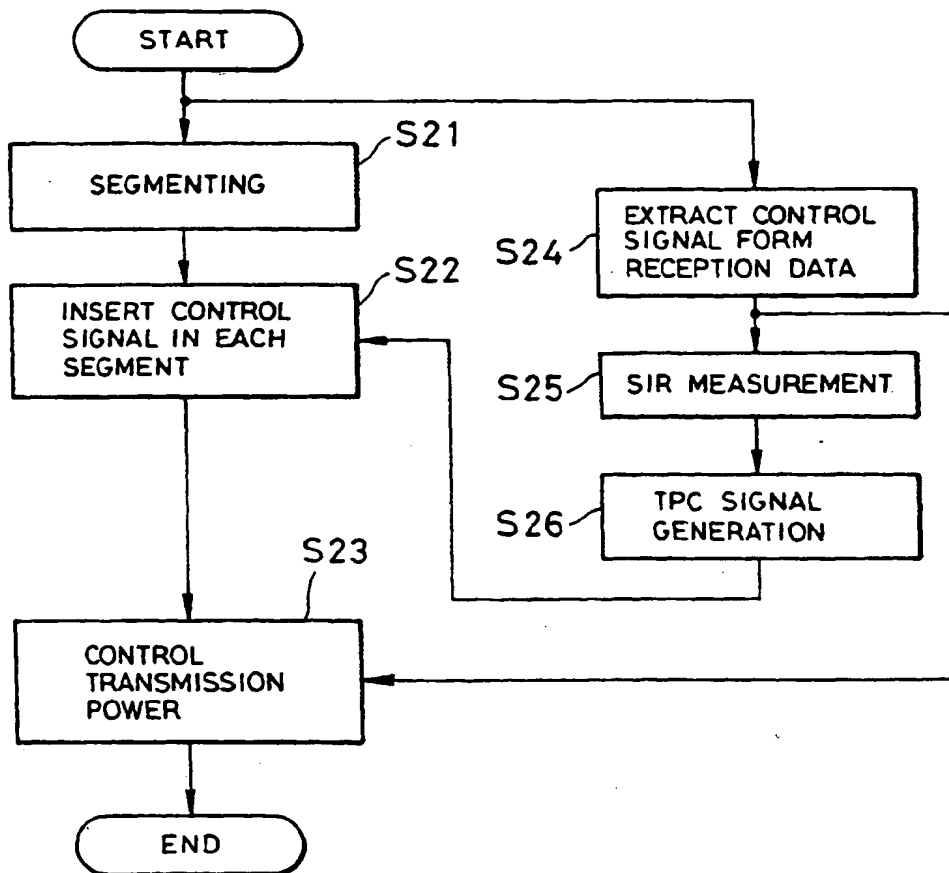 START
S21
SEGMENTING
S22
INSERT CONTROL
SIGNAL IN EACH
SEGMENT
S23
CONTROL
TRANSMISSION
POWER
END
S24
EXTRACT CONTROL
SIGNAL FORM
RECEPTION DATA
S25
SIR MEASUREMENT
S26
TPC SIGNAL
GENERATION